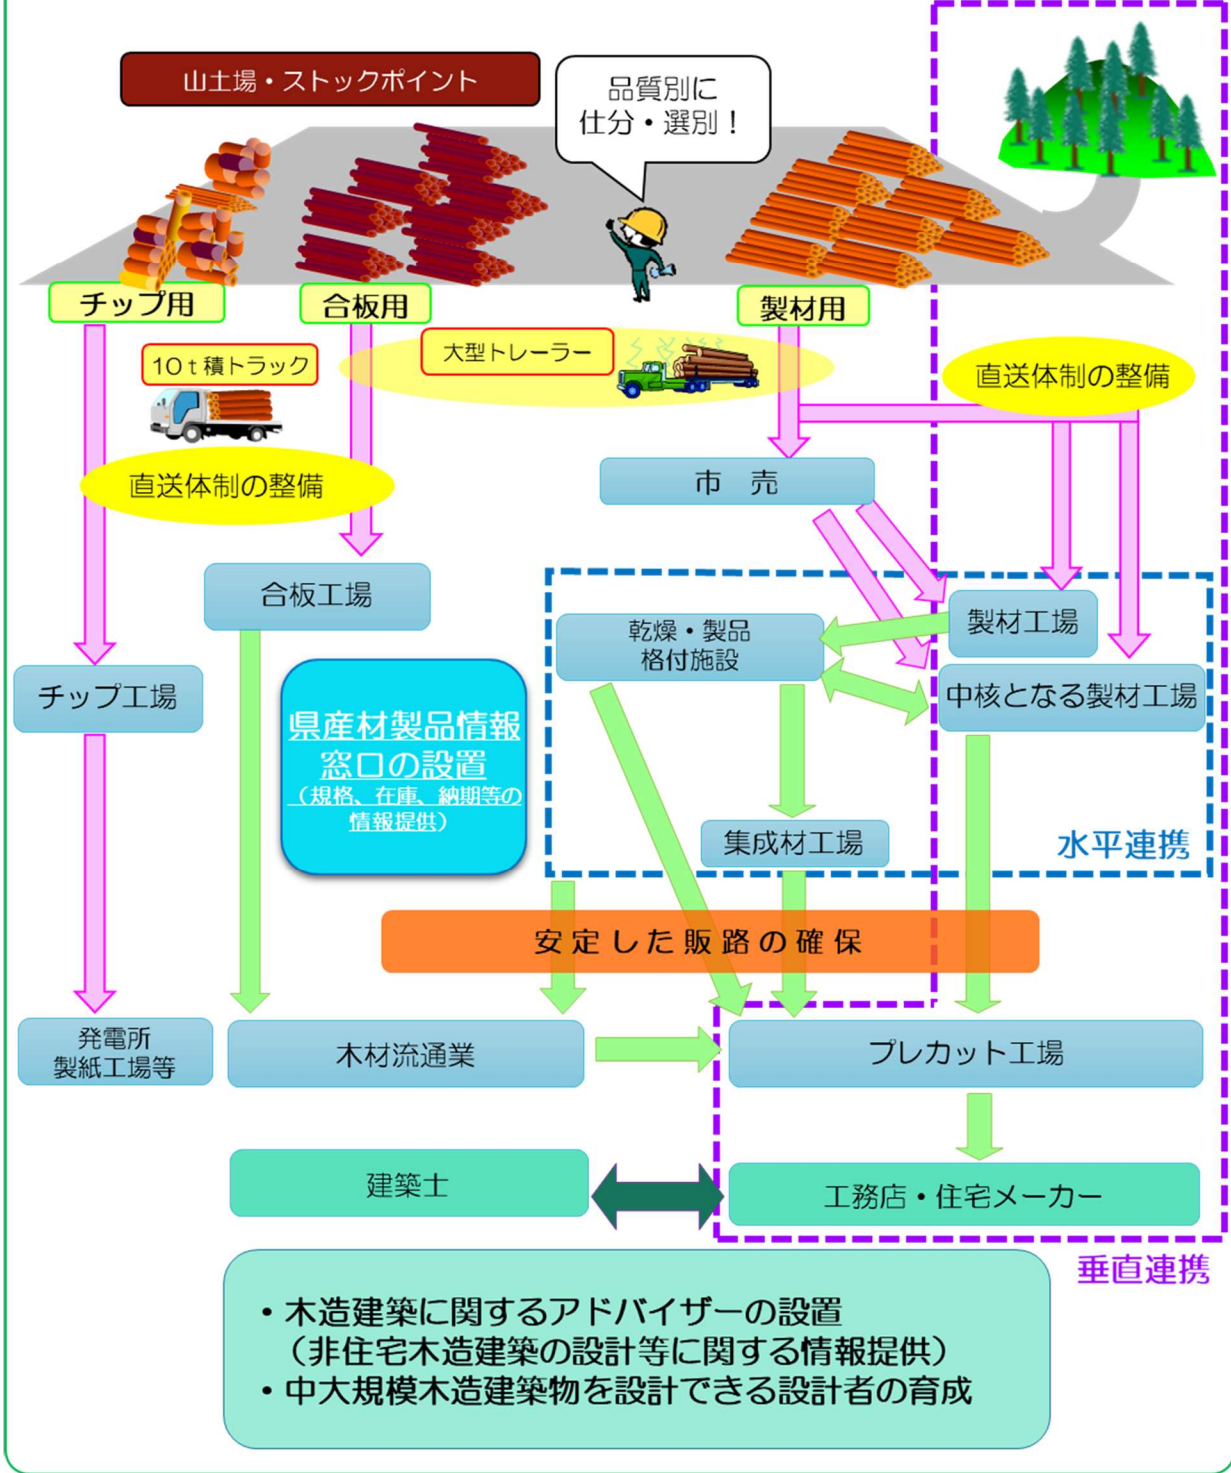 山土場・ストックポイント
品質別に
仕分・選別！
チップ用
合板用
製材用
10ｔ積トラック
大型トレーラー
直送体制の整備
直送体制の整備
市　売
合板工場
乾燥・製品
格付施設
製材工場
チップ工場
中核となる製材工場
県産材製品情報
窓口の設置
（規格、在庫、納期等の
情報提供）
集成材工場
水平連携
安定した販路の確保
発電所
製紙工場等
木材流通業
プレカット工場
建築士
工務店・住宅メーカー
垂直連携
・木造建築に関するアドバイザーの設置
（非住宅木造建築の設計等に関する情報提供）
・中大規模木造建築物を設計できる設計者の育成